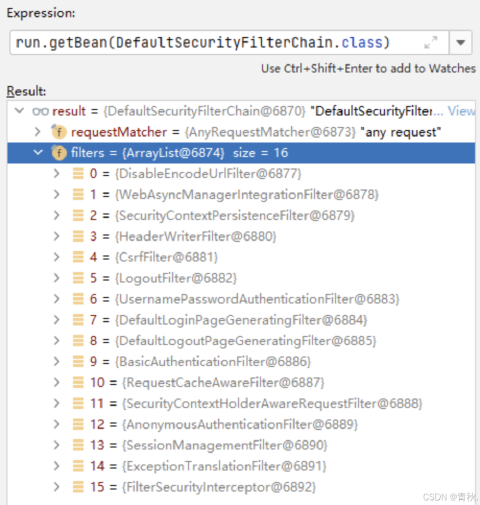 Expression:
run.getBean(DefaultSecurityFilterChain.class)
Use Ctrl+Shift+Enter to add to Watches
Result:
result = {DefaultSecurityFilterChain@6870} "DefaultSecurityFilter... View
requestMatcher = {AnyRequestMatcher@6873} "any request"
filters = {ArrayList@6874} size = 16
0 = {DisableEncodeUrlFilter@6877}
1 = {WebAsyncManagerIntegrationFilter@6878}
2 = {SecurityContextPersistenceFilter@6879}
3 = {HeaderWriterFilter@6880}
4 = {CsrfFilter@6881}
5 = {LogoutFilter@6882}
6 = {UsernamePasswordAuthenticationFilter@6883}
7 = {DefaultLoginPageGeneratingFilter@6884}
8 = {DefaultLogoutPageGeneratingFilter@6885}
9 = {BasicAuthenticationFilter@6886}
10 = {RequestCacheAwareFilter@6887}
11 = {SecurityContextHolderAwareRequestFilter@6888}
12 = {AnonymousAuthenticationFilter@6889}
13 = {SessionManagementFilter@6890}
14 = {ExceptionTranslationFilter@6891}
15 = {FilterSecurityInterceptor@6892}
CSDN @青秋.